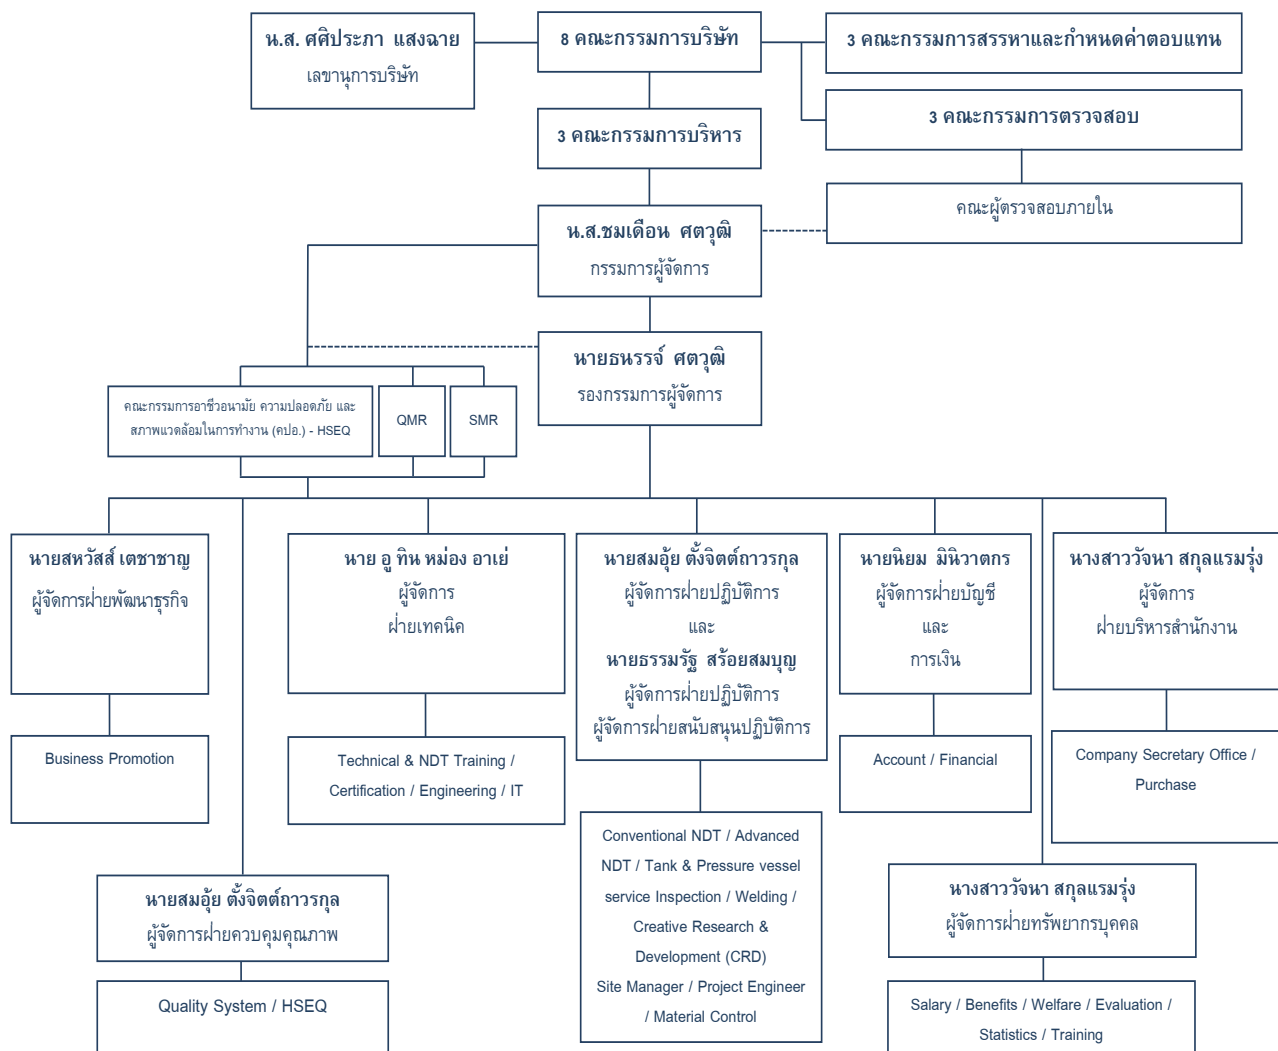 น.ส. ศศิประภา แสงฉาย
เลขานุการบริษัท
8 คณะกรรมการบริษัท
3 คณะกรรมการสรรหาและกำหนดค่าตอบแทน
3 คณะกรรมการตรวจสอบ
3 คณะกรรมการบริหาร
คณะผู้ตรวจสอบภายใน
น.ส.ชมเดือน ศตวุฒิ
กรรมการผู้จัดการ
นายธหรรจ์ ศตวุฒิ
รองกรรมการผู้จัดการ
คณะกรรมการอาชีวอนามัย ความปลอดภัย และ
สภาพแวดล้อมในการทำงาน (คปอ.) - HSEQ
QMR
SMR
นายสหวัสส์ เตชาชาญ
ผู้จัดการฝ่ายพัฒนาธุรกิจ
นาย อู ทิน หม่อง อาเย่
ผู้จัดการ
ฝ่ายเทคนิค
นายสมอุ้ย ตั้งจิตต์ถาวรกุล
ผู้จัดการฝ่ายปฏิบัติการ
และ
นายธรรมรัฐ สร้อยสมบุญ
ผู้จัดการฝ่ายปฏิบัติการ
ผู้จัดการฝ่ายสนับสนุนปฏิบัติการ
นายนิยม มินิวาตกร
ผู้จัดการฝ่ายบัญชี
และ
การเงิน
นางสาววัจนา สกุลแรมรุ่ง
ผู้จัดการ
ฝ่ายบริหารสำนักงาน
Business Promotion
Technical & NDT Training /
Certification / Engineering / IT
Conventional NDT / Advanced
NDT / Tank & Pressure vessel
service Inspection / Welding /
Creative Research &
Development (CRD)
Site Manager / Project Engineer
/ Material Control
Account / Financial
Company Secretary Office /
Purchase
นายสมอุ้ย ตั้งจิตต์ถาวรกุล
ผู้จัดการฝ่ายควบคุมคุณภาพ
Quality System / HSEQ
นางสาววัจนา สกุลแรมรุ่ง
ผู้จัดการฝ่ายทรัพยากรบุคคล
Salary / Benefits / Welfare / Evaluation /
Statistics / Training